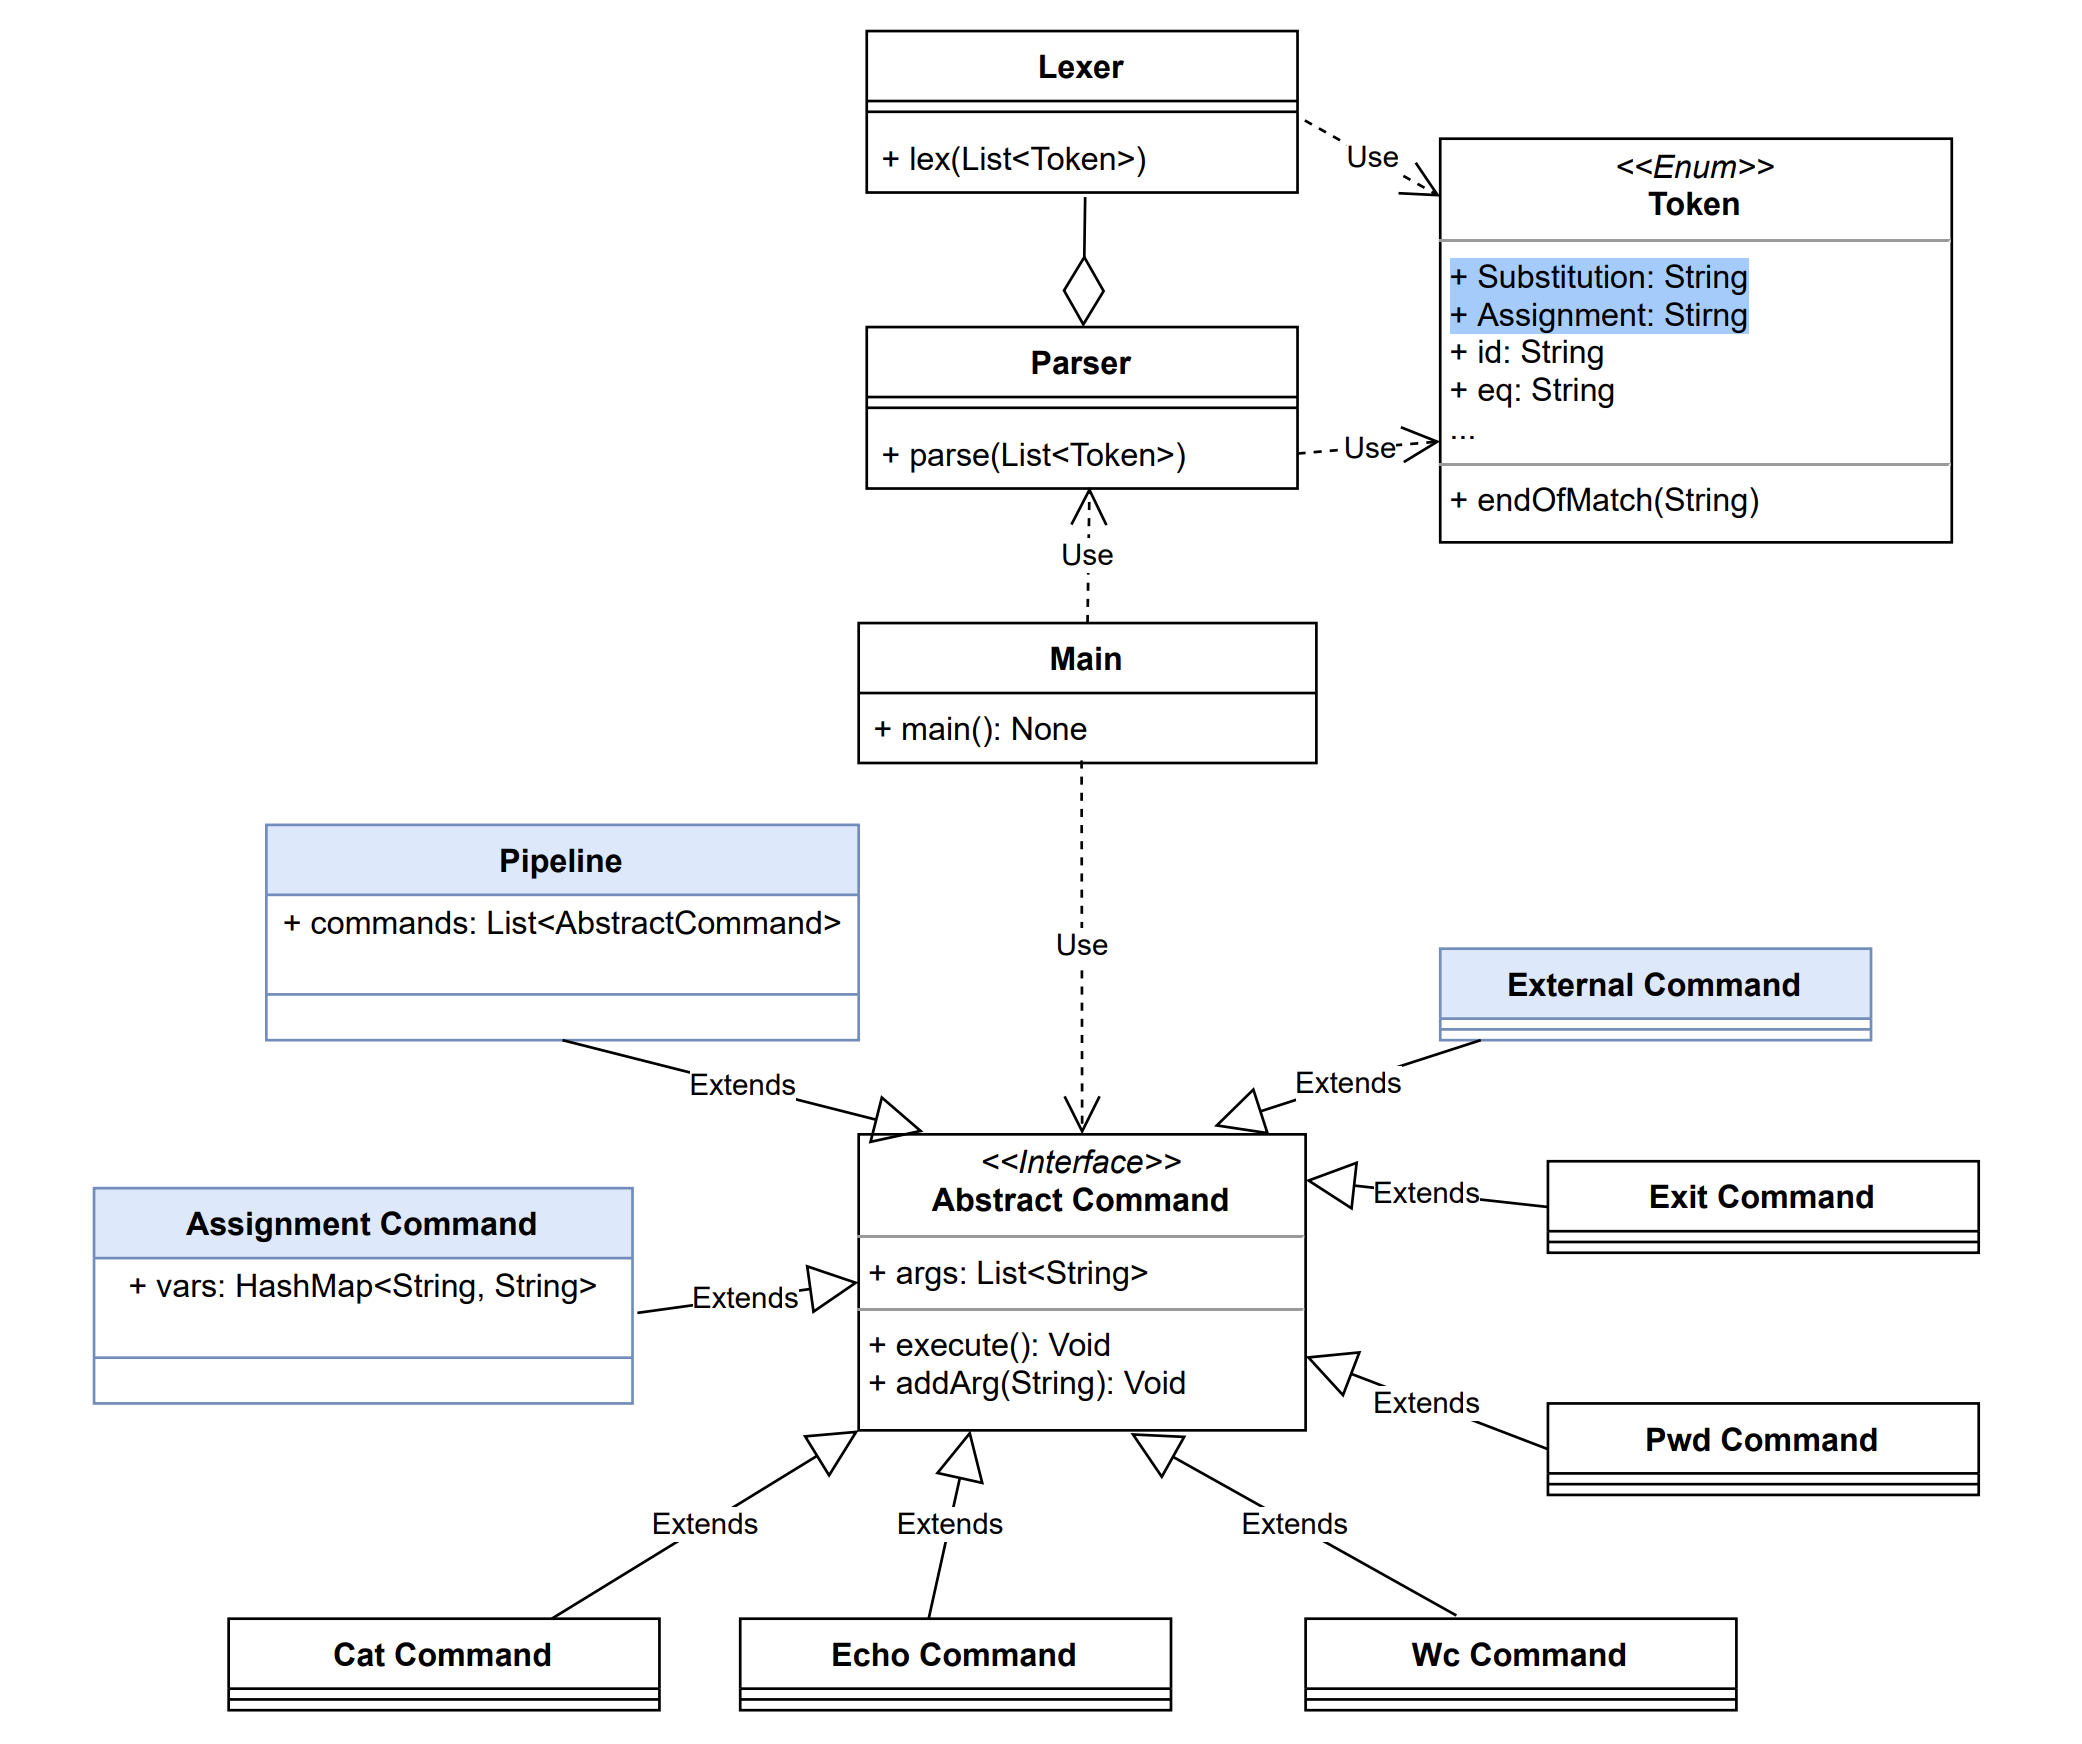 Lexer
+ lex(List<Token>)
Use
<<Enum>>
Token
+ Substitution: String
+ Assignment: Stirng
+ id: String
+ eq: String
...
+ endOfMatch(String)
Parser
+ parse(List<Token>)
Use
Use
Main
+ main(): None
Use
Pipeline
+ commands: List<AbstractCommand>
External Command
Extends
Extends
<<Interface>>
Abstract Command
+ args: List<String>
+ execute(): Void
+ addArg(String): Void
Extends
Exit Command
Assignment Command
+ vars: HashMap<String, String>
Extends
Extends
Pwd Command
Extends
Extends
Extends
Cat Command
Echo Command
Wc Command